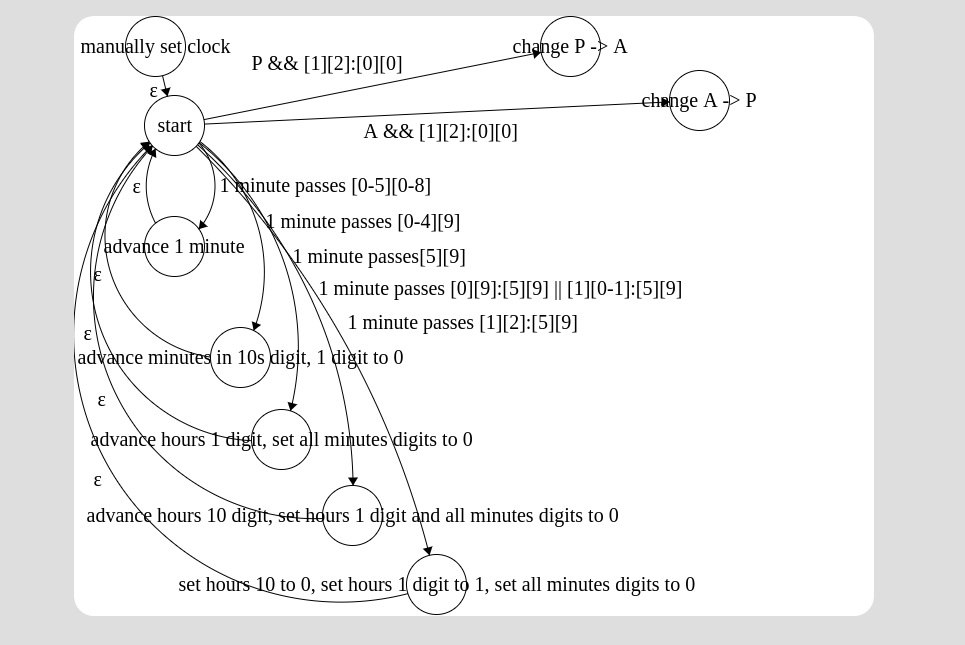 manually set clock
change P -> A
P && [1][2]:[0][0]
ε
change A -> P
start
A && [1][2]:[0][0]
ε
1 minute passes [0-5][0-8]
1 minute passes [0-4][9]
advance 1 minute
1 minute passes[5][9]
ε
1 minute passes [0][9]:[5][9] || [1][0-1]:[5][9]
1 minute passes [1][2]:[5][9]
ε
advance minutes in 10s digit, 1 digit to 0
ε
advance hours 1 digit, set all minutes digits to 0
ε
advance hours 10 digit, set hours 1 digit and all minutes digits to 0
set hours 10 to 0, set hours 1 digit to 1, set all minutes digits to 0